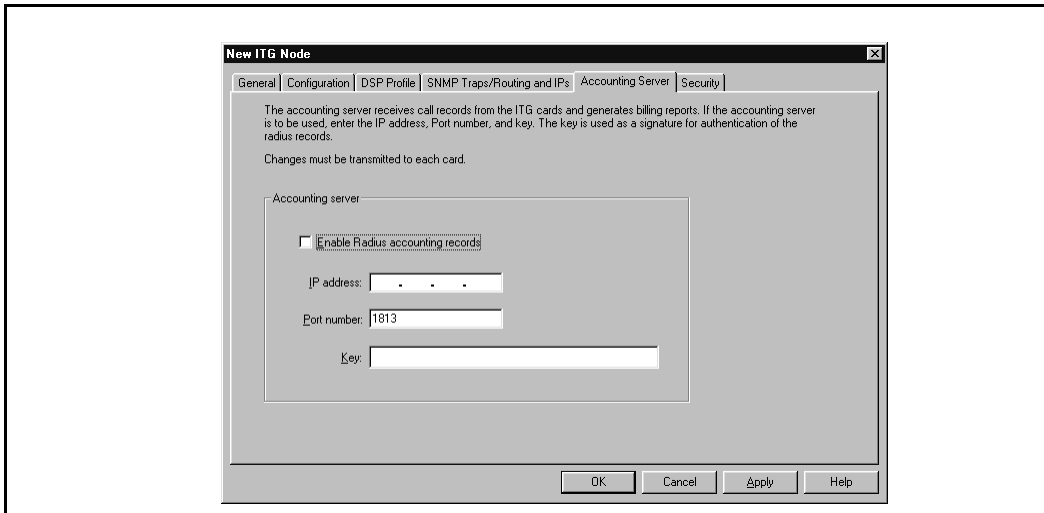 New ITG Node
General Configuration DSP Profile SNMP Traps/Routing and IPs Accounting Server Security
The accounting server receives call records from the ITG cards and generates billing reports. If the accounting server
is to be used, enter the IP address, Port number, and key. The key is used as a signature for authentication of the
radius records.
Changes must be transmitted to each card.
Accounting server
Enable Radius accounting records
IP address: . . .
Port number: 1813
Key:
OK Cancel Apply Help